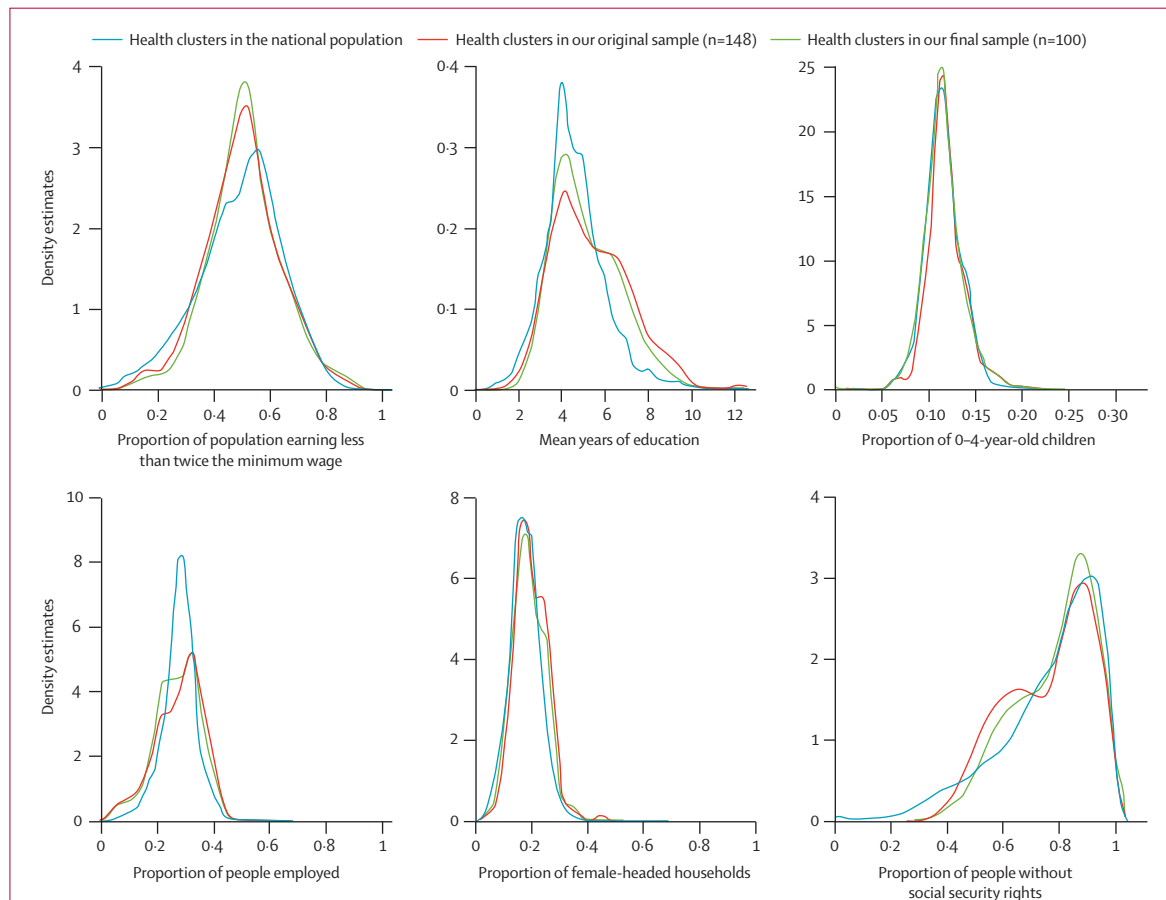 Health clusters in the national population Health clusters in our original sample (n=148) Health clusters in our final sample (n=100)
4
3
2
1
0
Density estimates
0 0·2 0·4 0·6 0·8 1
Proportion of population earning less
than twice the minimum wage
0·4
0·3
0·2
0·1
0
0 2 4 6 8 10 12
Mean years of education
25
20
15
10
5
0
0 0·05 0·10 0·15 0·20 0·25 0·30
Proportion of 0–4-year-old children
10
8
6
4
2
0
Density estimates
0 0·2 0·4 0·6 0·8 1
Proportion of people employed
8
6
4
2
0
0 0·2 0·4 0·6 0·8 1
Proportion of female-headed households
4
3
2
1
0
0 0·2 0·4 0·6 0·8 1
Proportion of people without
social security rights